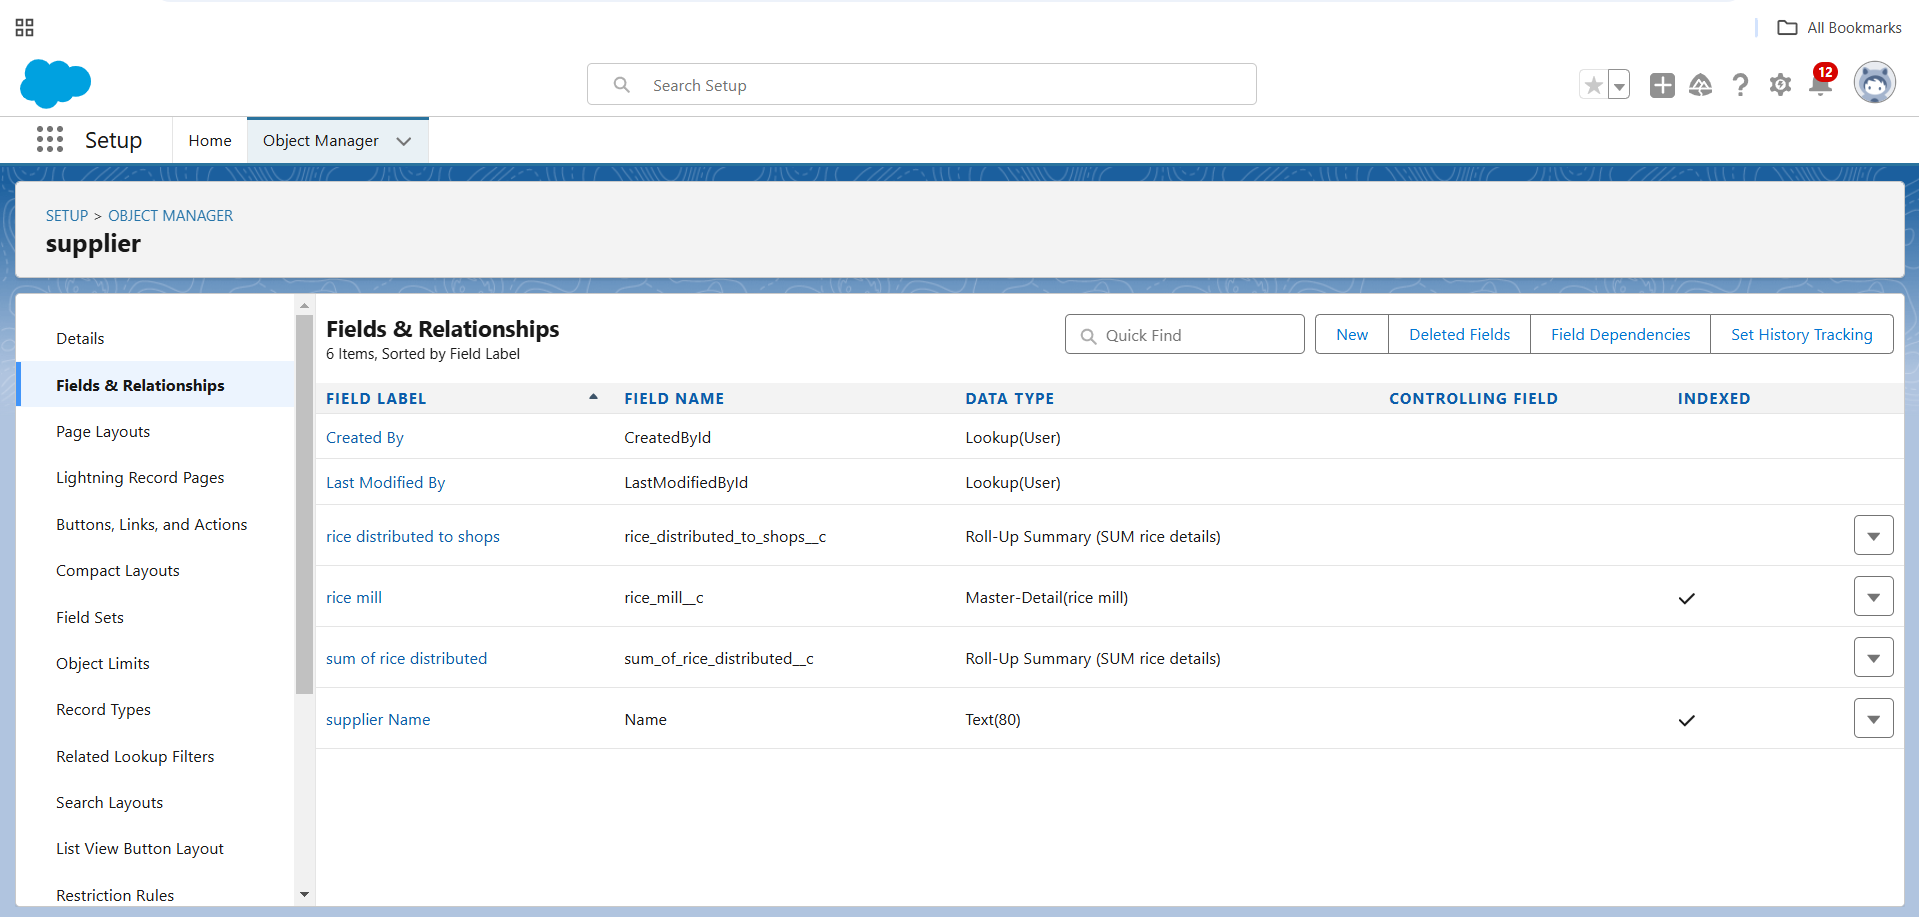 All Bookmarks
Search Setup
12
Setup
Home
Object Manager
SETUP > OBJECT MANAGER
supplier
Details
Fields & Relationships
Page Layouts
Lightning Record Pages
Buttons, Links, and Actions
Compact Layouts
Field Sets
Object Limits
Record Types
Related Lookup Filters
Search Layouts
List View Button Layout
Restriction Rules
Fields & Relationships
6 Items, Sorted by Field Label
Quick Find
New
Deleted Fields
Field Dependencies
Set History Tracking
FIELD LABEL FIELD NAME DATA TYPE CONTROLLING FIELD INDEXED
Created By CreatedById Lookup(User)
Last Modified By LastModifiedById Lookup(User)
rice distributed to shops rice_distributed_to_shops__c Roll-Up Summary (SUM rice details)
rice mill rice_mill__c Master-Detail(rice mill)
sum of rice distributed sum_of_rice_distributed__c Roll-Up Summary (SUM rice details)
supplier Name Name Text(80)